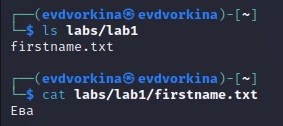 ┌──(evdvorkina㉿evdvorkina)-[~]
└─$ ls labs/lab1
firstname.txt
┌──(evdvorkina㉿evdvorkina)-[~]
└─$ cat labs/lab1/firstname.txt
Ева